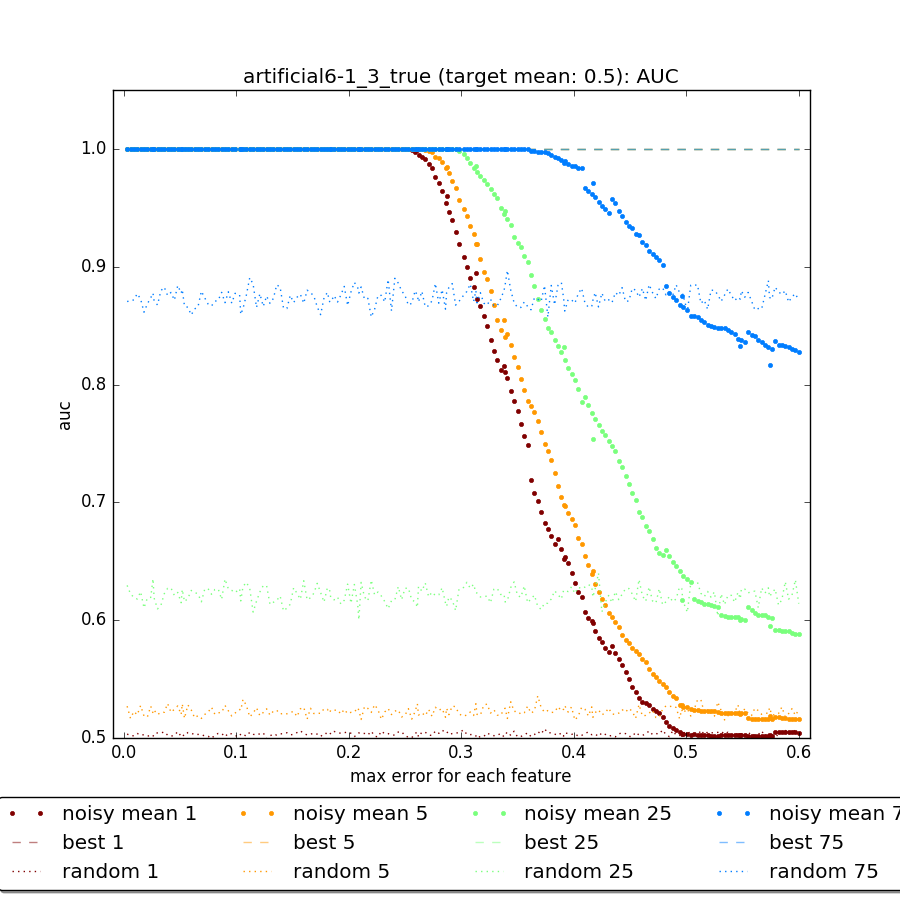 artificial6-1_3_true (target mean: 0.5): AUC
1.0
0.9
0.8
0.7
0.6
0.5
auc
0.0 0.1 0.2 0.3 0.4 0.5 0.6
max error for each feature
noisy mean 1 noisy mean 5 noisy mean 25 noisy mean 7
best 1 best 5 best 25 best 75
random 1 random 5 random 25 random 75